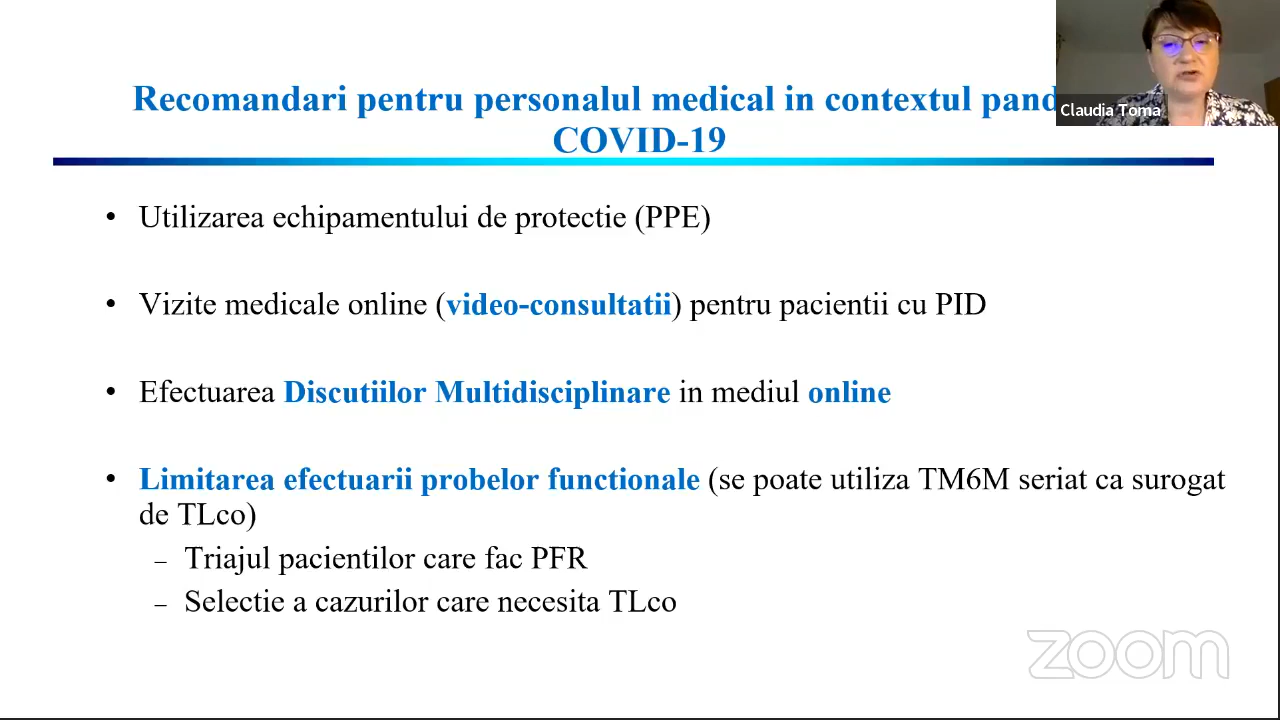 Recomandari pentru personalul medical in contextul
COVID-19
Claudia Toma
• Utilizarea echipamentului de protectie (PPE)
• Vizite medicale online (video-consultatii) pentru pacientii cu PID
• Efectuarea Discutiilor Multidisciplinare in mediul online
• Limitarea efectuarii probelor functionale (se poate utiliza TM6M seriat ca surogat
de TLco)
– Triajul pacientilor care fac PFR
– Selectie a cazurilor care necesita TLco
zoom